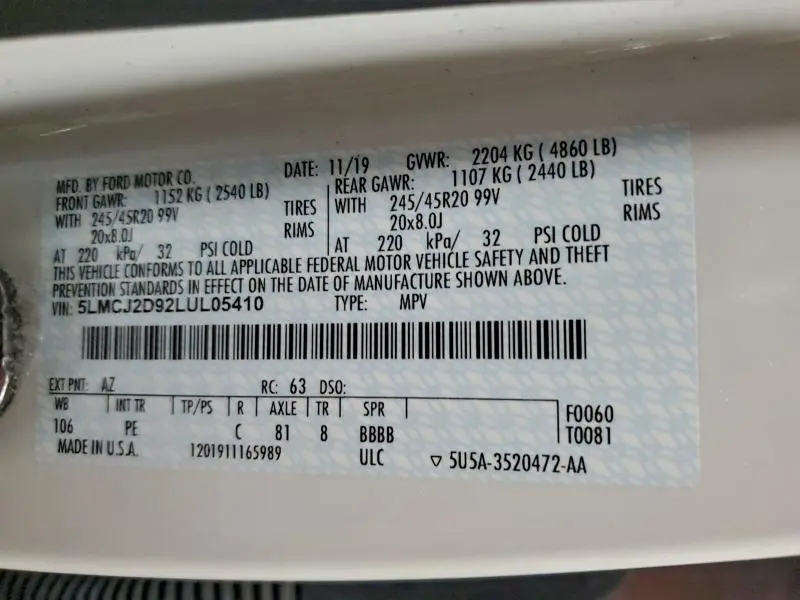 MFD. BY FORD MOTOR CO. DATE: 11/19 GVWR: 2204 KG ( 4860 LB)
FRONT GAWR: 1152 KG ( 2540 LB) REAR GAWR: 1107 KG ( 2440 LB)
WITH 245/45R20 99V TIRES WITH 245/45R20 99V TIRES
20x8.0J RIMS 20x8.0J RIMS
AT 220 kPa/ 32 PSI COLD AT 220 kPa/ 32 PSI COLD
THIS VEHICLE CONFORMS TO ALL APPLICABLE FEDERAL MOTOR VEHICLE SAFETY AND THEFT
PREVENTION STANDARDS IN EFFECT ON THE DATE OF MANUFACTURE SHOWN ABOVE.
VIN: 5LMCJ2D92LUL05410 TYPE: MPV
EXT PNT: AZ RC: 63 DSO:
WB INT TR TP/PS R AXLE TR SPR F0060
106 PE C 81 8 BBBB T0081
MADE IN U.S.A. 1201911165989 ULC ▽ 5U5A-3520472-AA